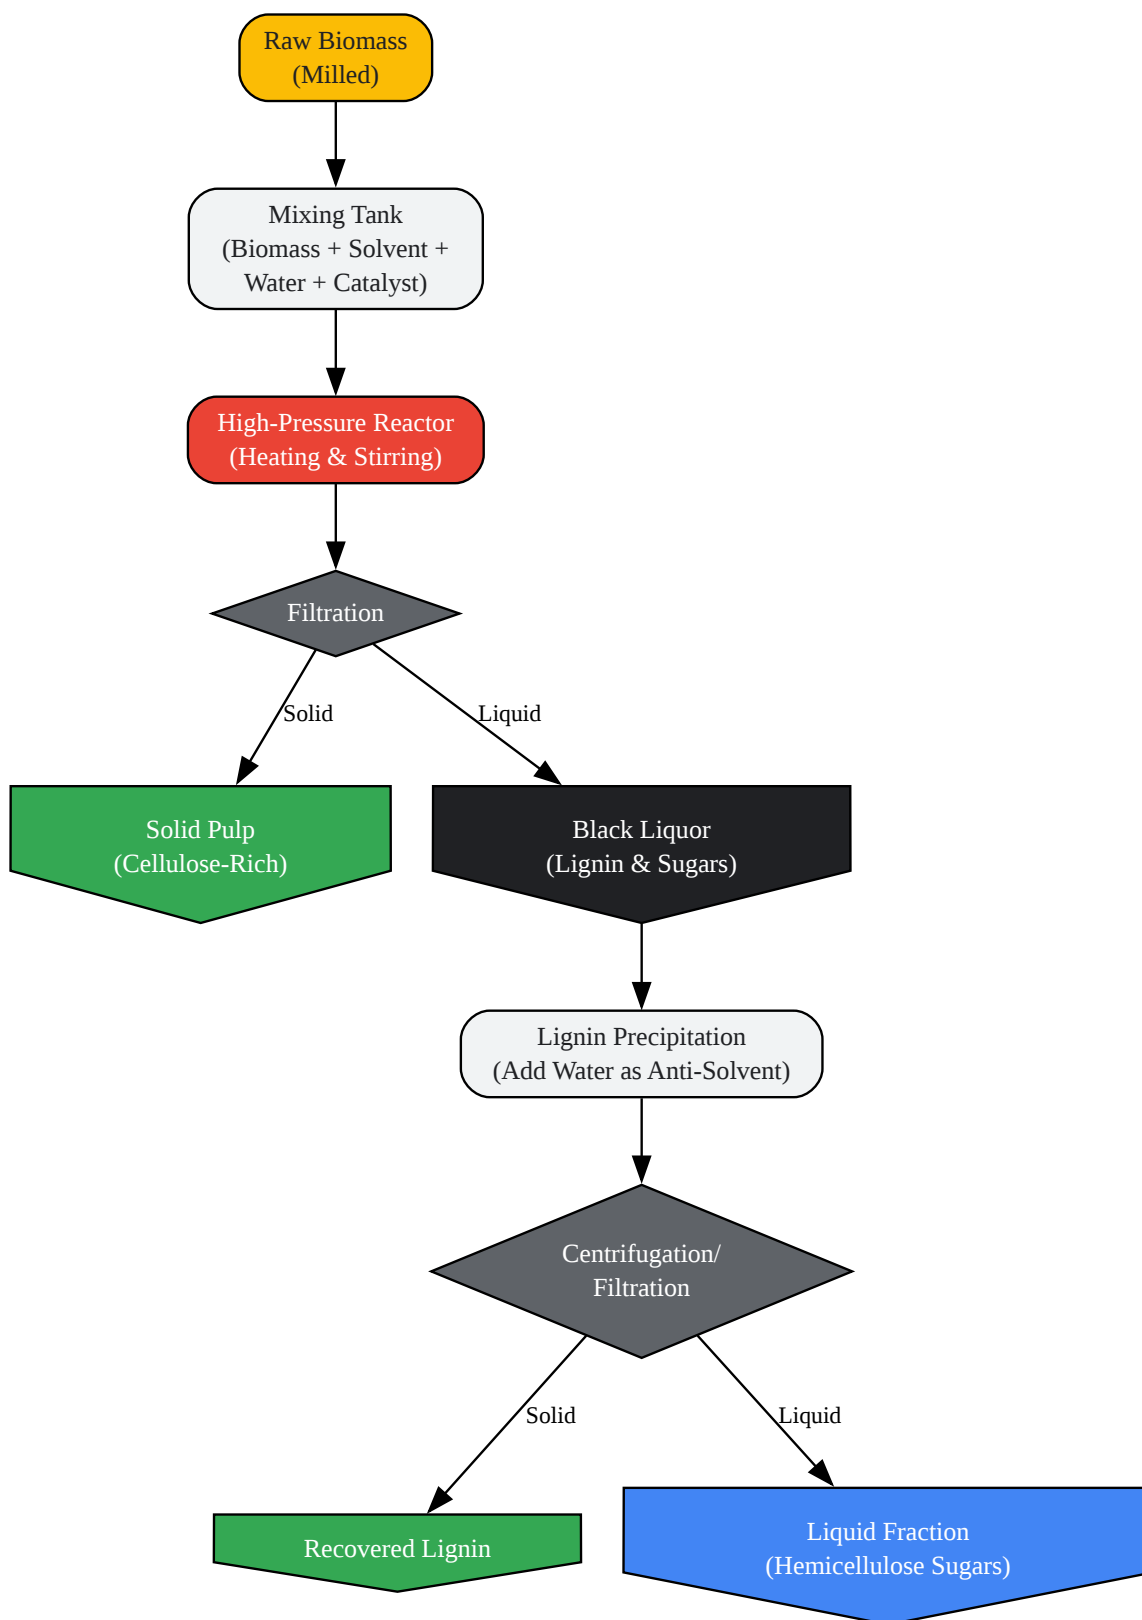 Raw Biomass
(Milled)
Mixing Tank
(Biomass + Solvent +
Water + Catalyst)
High-Pressure Reactor
(Heating & Stirring)
Filtration
Solid
Liquid
Solid Pulp
(Cellulose-Rich)
Black Liquor
(Lignin & Sugars)
Lignin Precipitation
(Add Water as Anti-Solvent)
Centrifugation/
Filtration
Solid
Liquid
Recovered Lignin
Liquid Fraction
(Hemicellulose Sugars)